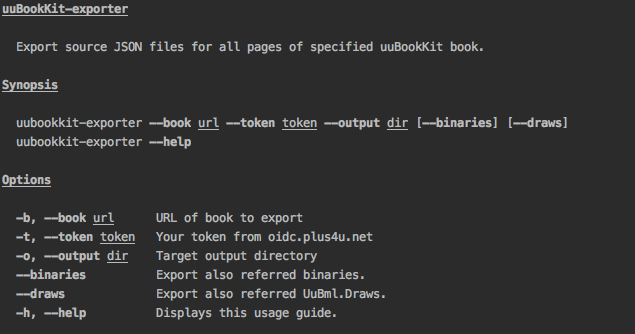 uuBookKit-exporter
Export source JSON files for all pages of specified uuBookKit book.
Synopsis
uubookkit-exporter --book url --token token --output dir [--binaries] [--draws]
uubookkit-exporter --help
Options
-b, --book url URL of book to export
-t, --token token Your token from oidc.plus4u.net
-o, --output dir Target output directory
--binaries Export also referred binaries.
--draws Export also referred UuBml.Draws.
-h, --help Displays this usage guide.